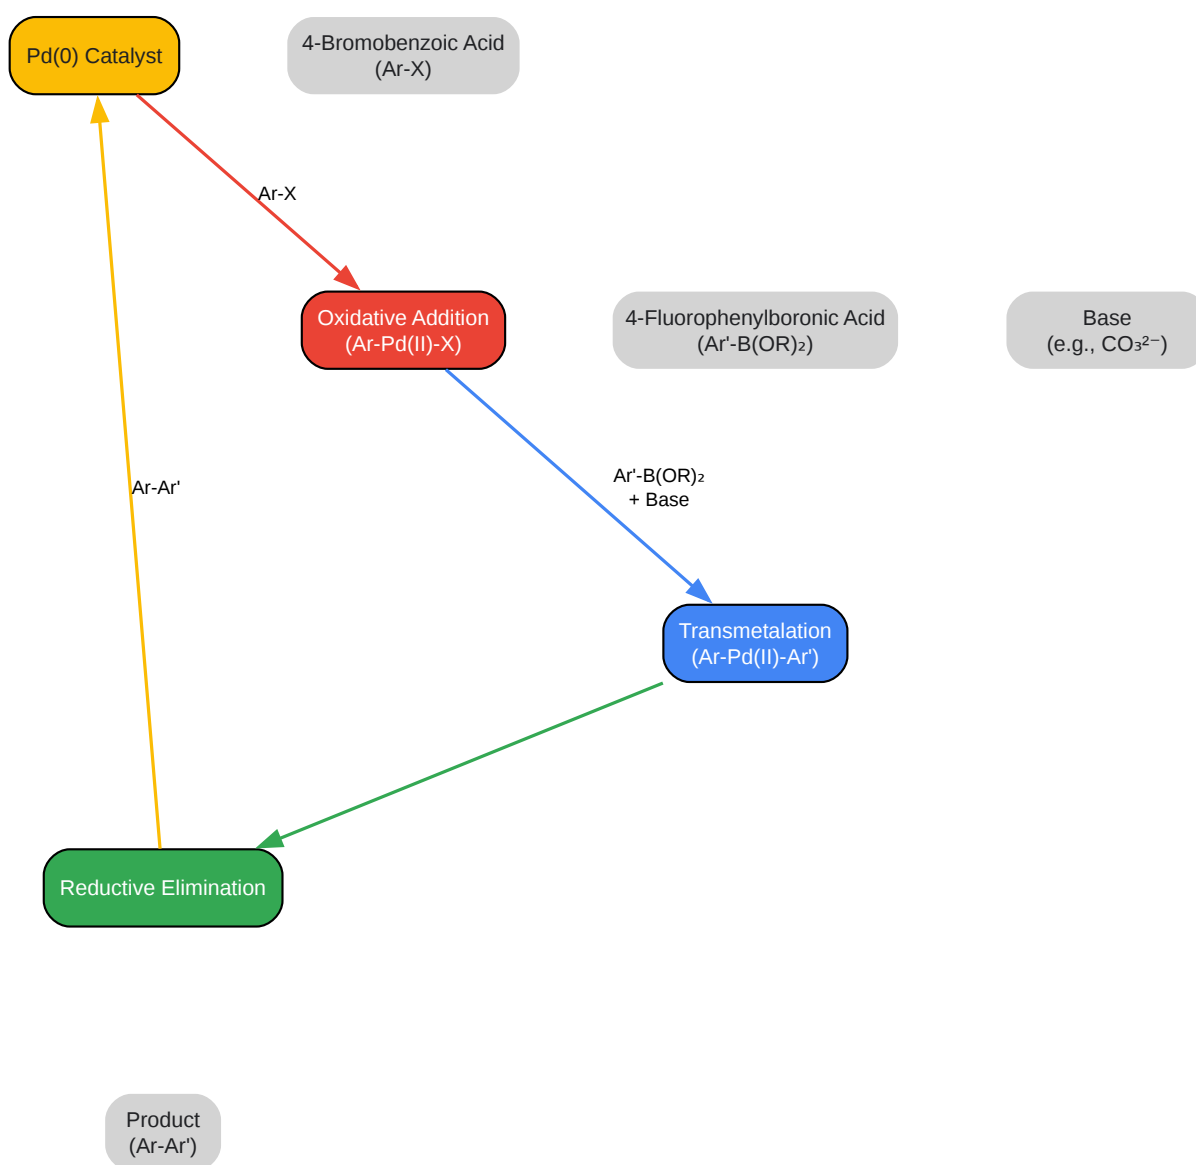 Pd(0) Catalyst
4-Bromobenzoic Acid
(Ar-X)
Ar-X
Oxidative Addition
(Ar-Pd(II)-X)
4-Fluorophenylboronic Acid
(Ar'-B(OR)₂)
Base
(e.g., CO₃²⁻)
Ar'-B(OR)₂
+ Base
Ar-Ar'
Transmetalation
(Ar-Pd(II)-Ar')
Reductive Elimination
Product
(Ar-Ar')